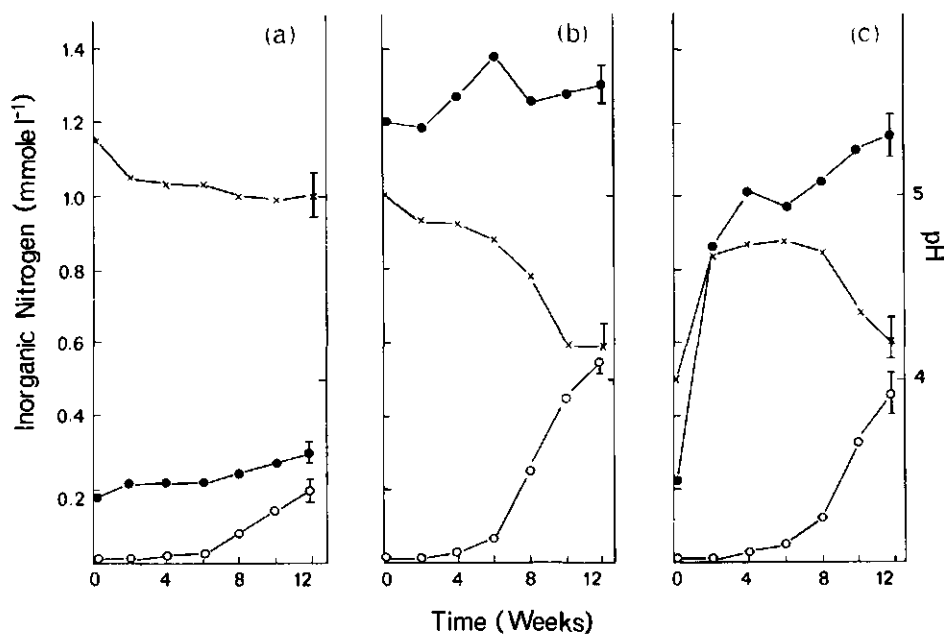 (a) (b) (c)
1.4
1.2
1.0
0.8
0.6
0.4
0.2
Inorganic Nitrogen (mmole l⁻¹)
5
4
pH
0 4 8 12 0 4 8 12 0 4 8 12
Time (Weeks)